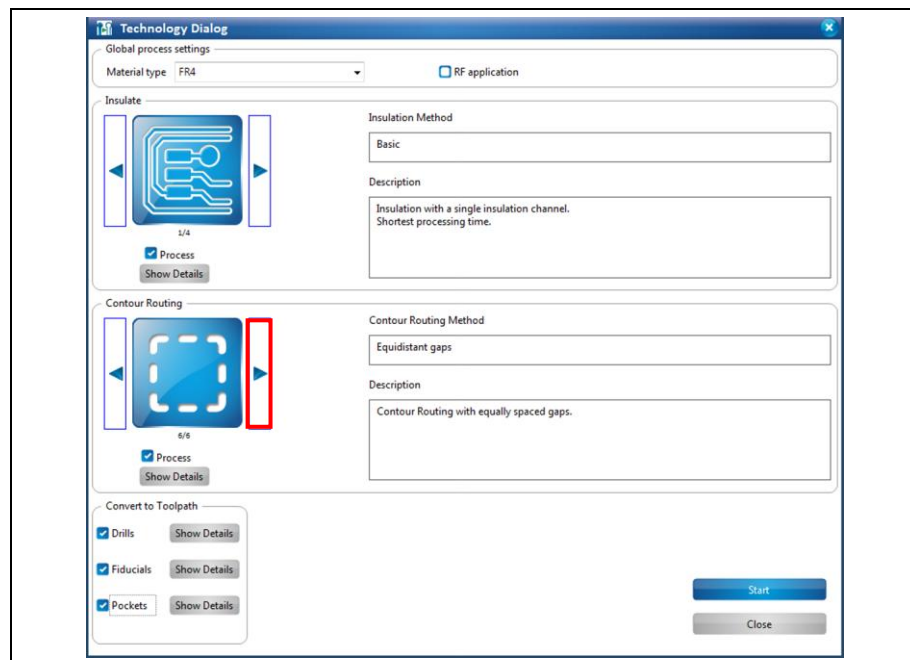 Technology Dialog
Global process settings
Material type FR4 RF application
Insulate
Insulation Method
Basic
Description
Insulation with a single insulation channel.
Shortest processing time.
1/4
Process
Show Details
Contour Routing
Contour Routing Method
Equidistant gaps
Description
Contour Routing with equally spaced gaps.
6/6
Process
Show Details
Convert to Toolpath
Drills Show Details
Fiducials Show Details
Pockets Show Details
Start
Close